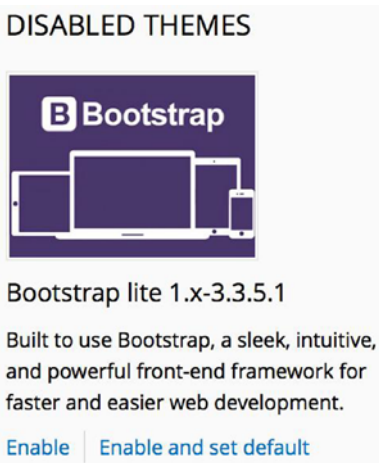 DISABLED THEMES
B Bootstrap
Bootstrap lite 1.x-3.3.5.1
Built to use Bootstrap, a sleek, intuitive,
and powerful front-end framework for
faster and easier web development.
Enable Enable and set default